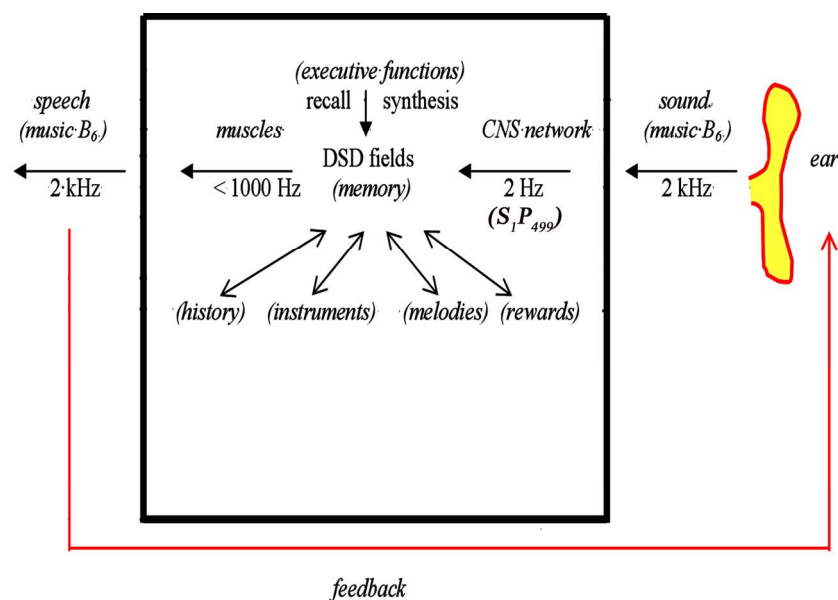 (executive functions)
recall synthesis
speech
(music B6)
2 kHz
muscles
< 1000 Hz
DSD fields
(memory)
CNS network
2 Hz
(S1P499)
sound
(music B6)
2 kHz
ear
(history) (instruments) (melodies) (rewards)
feedback